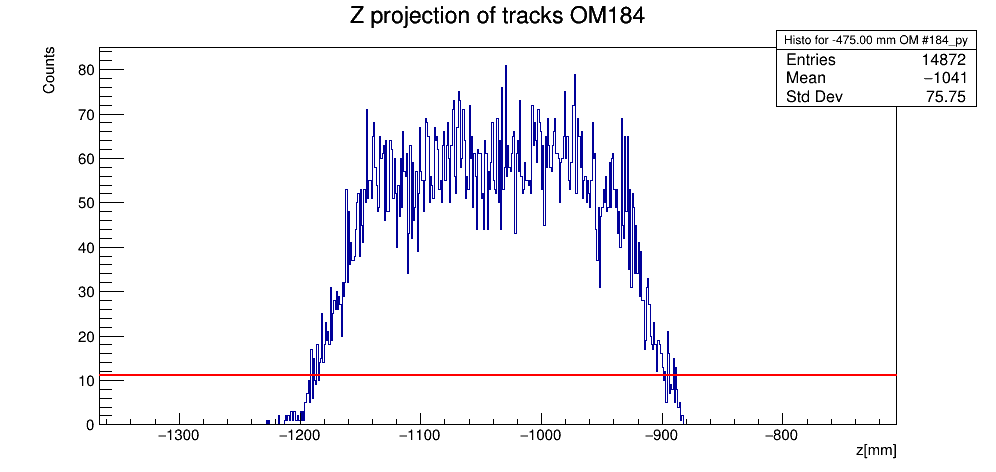 Z projection of tracks OM184
Histo for -475.00 mm OM #184_py
Entries 14872
Mean −1041
Std Dev 75.75
Counts
80
70
60
50
40
30
20
10
0
−1300 −1200 −1100 −1000 −900 −800
z[mm]